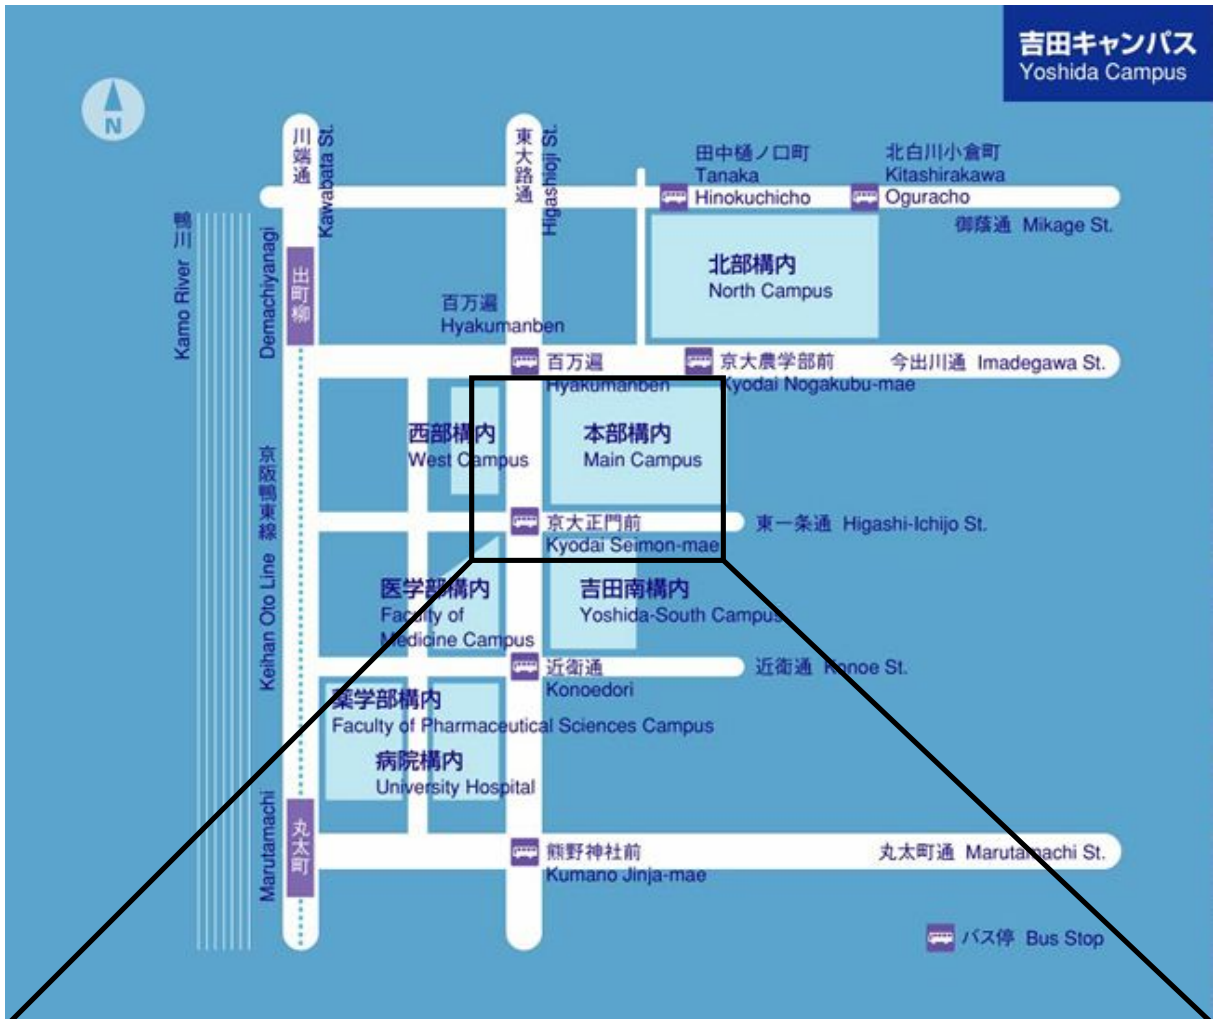 吉田キャンパス
Yoshida Campus
N
川端通
Kawabata St.
東大路通
Higashioji St.
田中樋ノ口町
Tanaka
Hinokuchicho
北白川小倉町
Kitashirakawa
Oguracho
御蔭通 Mikage St.
鴨川
Kamo River
出町柳
Demachiyanagi
北部構内
North Campus
百万遍
Hyakumanben
百万遍
Hyakumanben
京大農学部前
Kyodai Nogakubu-mae
今出川通 Imadegawa St.
西部構内
West Campus
本部構内
Main Campus
京阪鴨東線
Keihan Oto Line
京大正門前
Kyodai Seimon-mae
東一条通 Higashi-Ichijo St.
医学部構内
Faculty of
Medicine Campus
吉田南構内
Yoshida-South Campus
近衛通
Konoedori
近衛通 Konoe St.
薬学部構内
Faculty of Pharmaceutical Sciences Campus
病院構内
University Hospital
丸太町
Marutamachi
熊野神社前
Kumano Jinja-mae
丸太町通 Marutamachi St.
バス停 Bus Stop